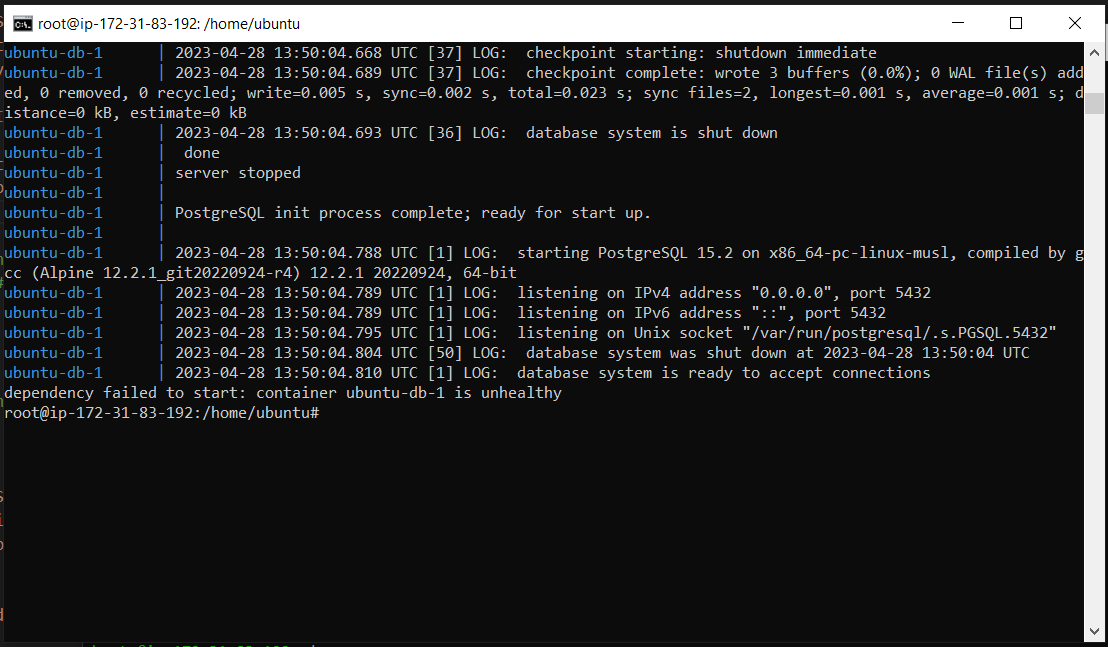 root@ip-172-31-83-192: /home/ubuntu
ubuntu-db-1 | 2023-04-28 13:50:04.668 UTC [37] LOG: checkpoint starting: shutdown immediate
ubuntu-db-1 | 2023-04-28 13:50:04.689 UTC [37] LOG: checkpoint complete: wrote 3 buffers (0.0%); 0 WAL file(s) add
ed, 0 removed, 0 recycled; write=0.005 s, sync=0.002 s, total=0.023 s; sync files=2, longest=0.001 s, average=0.001 s; d
istance=0 kB, estimate=0 kB
ubuntu-db-1 | 2023-04-28 13:50:04.693 UTC [36] LOG: database system is shut down
ubuntu-db-1 | done
ubuntu-db-1 | server stopped
ubuntu-db-1 |
ubuntu-db-1 | PostgreSQL init process complete; ready for start up.
ubuntu-db-1 |
ubuntu-db-1 | 2023-04-28 13:50:04.788 UTC [1] LOG: starting PostgreSQL 15.2 on x86_64-pc-linux-musl, compiled by g
cc (Alpine 12.2.1_git20220924-r4) 12.2.1 20220924, 64-bit
ubuntu-db-1 | 2023-04-28 13:50:04.789 UTC [1] LOG: listening on IPv4 address "0.0.0.0", port 5432
ubuntu-db-1 | 2023-04-28 13:50:04.789 UTC [1] LOG: listening on IPv6 address "::", port 5432
ubuntu-db-1 | 2023-04-28 13:50:04.795 UTC [1] LOG: listening on Unix socket "/var/run/postgresql/.s.PGSQL.5432"
ubuntu-db-1 | 2023-04-28 13:50:04.804 UTC [50] LOG: database system was shut down at 2023-04-28 13:50:04 UTC
ubuntu-db-1 | 2023-04-28 13:50:04.810 UTC [1] LOG: database system is ready to accept connections
dependency failed to start: container ubuntu-db-1 is unhealthy
root@ip-172-31-83-192:/home/ubuntu#